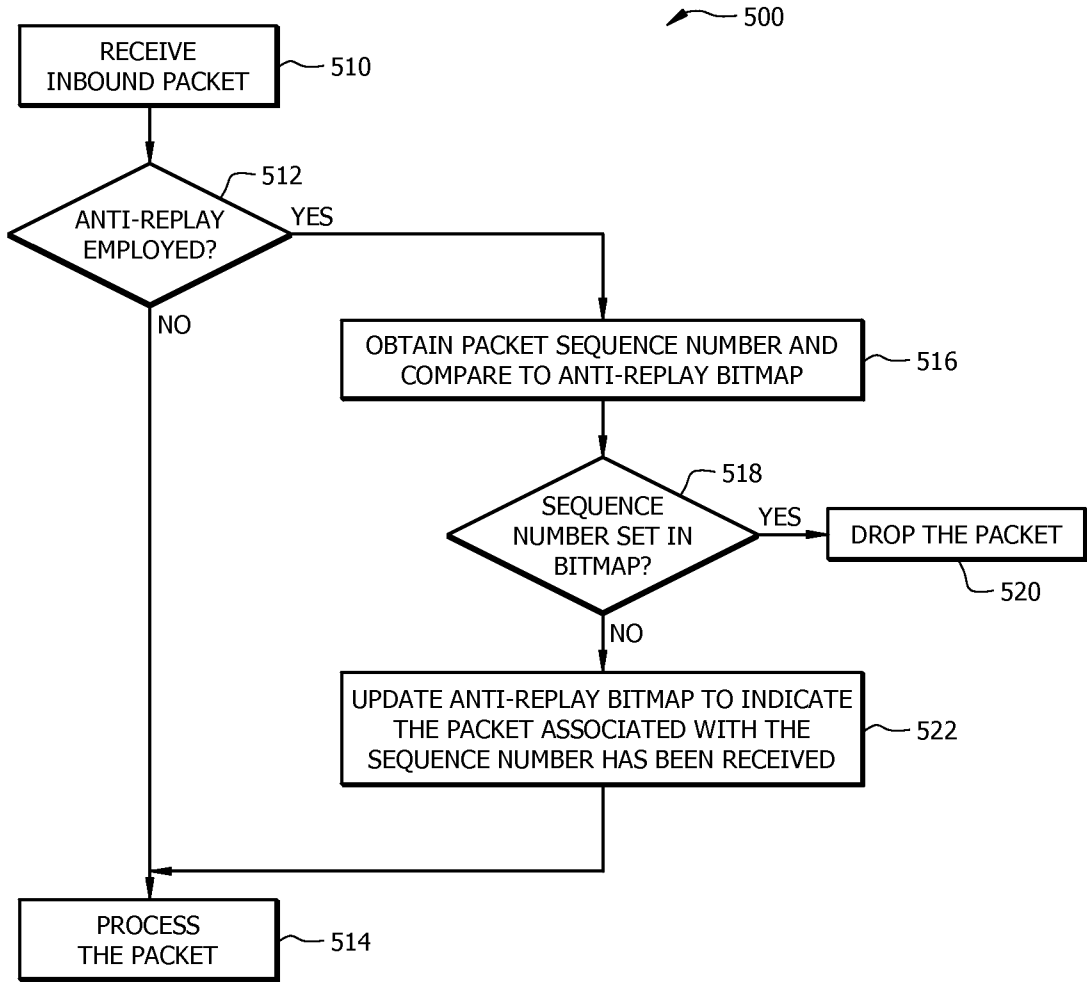 500
RECEIVE
INBOUND PACKET
510
512
ANTI-REPLAY
EMPLOYED?
YES
NO
OBTAIN PACKET SEQUENCE NUMBER AND
COMPARE TO ANTI-REPLAY BITMAP
516
518
SEQUENCE
NUMBER SET IN
BITMAP?
YES
DROP THE PACKET
520
NO
UPDATE ANTI-REPLAY BITMAP TO INDICATE
THE PACKET ASSOCIATED WITH THE
SEQUENCE NUMBER HAS BEEN RECEIVED
522
PROCESS
THE PACKET
514